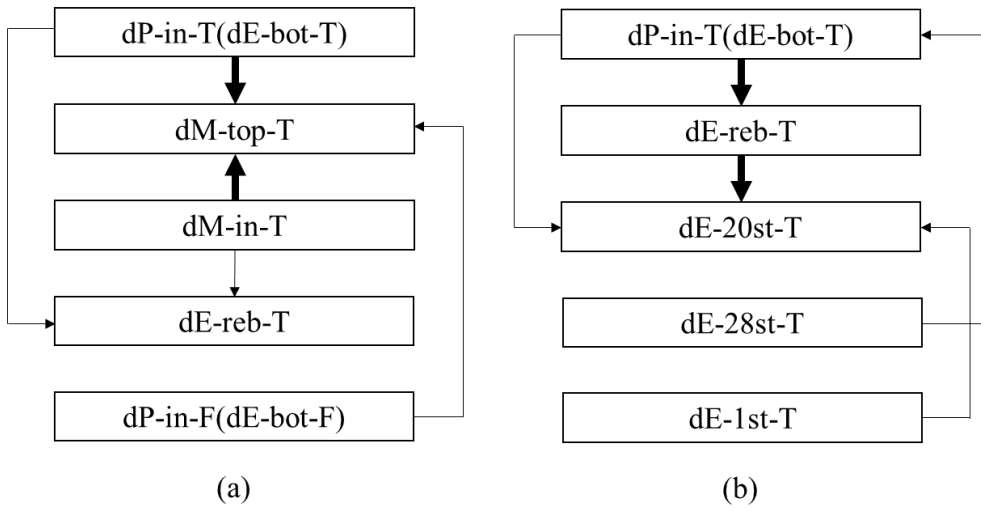 dP-in-T(dE-bot-T)
dM-top-T
dM-in-T
dE-reb-T
dP-in-F(dE-bot-F)
(a)
dP-in-T(dE-bot-T)
dE-reb-T
dE-20st-T
dE-28st-T
dE-1st-T
(b)